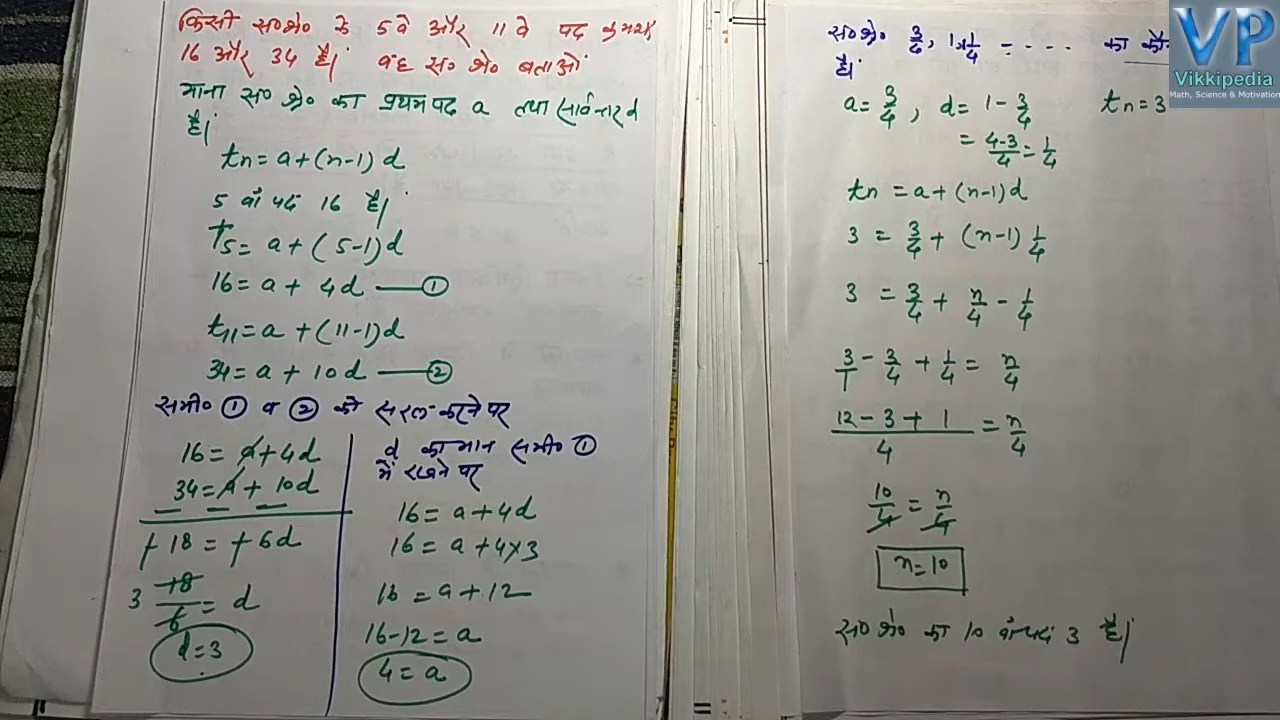 किसी स०श्रे० के 5वे और 11 वे पद क्रमशः
16 और 34 है। वह स० श्रे० बताओं
माना स० श्रे० का प्रथम पद a तथा सार्वन्तर d
है।
tn = a + (n-1) d
5 वाँ पद 16 है।
t5 = a + (5-1)d
16 = a + 4d —①
t11 = a + (11-1)d
34 = a + 10d —②
समी० ① व ② को सरल करने पर
16 = a + 4d
34 = a + 10d
- - -
-18 = -6d
3 18/6 = d
d = 3
d का मान समी० ①
में रखने पर
16 = a + 4d
16 = a + 4×3
16 = a + 12
16-12 = a
4 = a
स० श्रे० 3/4, 1, 1 1/4 - - - - का कौ
है।
a = 3/4, d = 1 - 3/4
= 4-3/4 = 1/4
tn = 3
tn = a + (n-1)d
3 = 3/4 + (n-1) 1/4
3 = 3/4 + n/4 - 1/4
3/1 - 3/4 + 1/4 = n/4
12 - 3 + 1/4 = n/4
10/4 = n/4
n = 10
स० श्रे० का 10 वाँ पद 3 है।
VP
Vikkipedia
Math, Science & Motivation